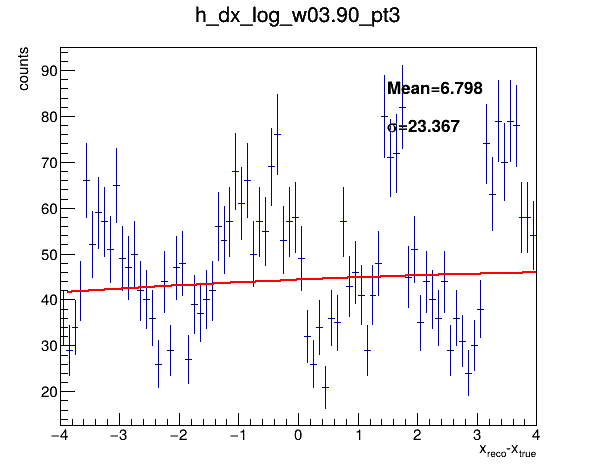 h_dx_log_w03.90_pt3
counts
90
80
70
60
50
40
30
20
Mean=6.798
σ=23.367
−4 −3 −2 −1 0 1 2 3 4
x_reco-x_true